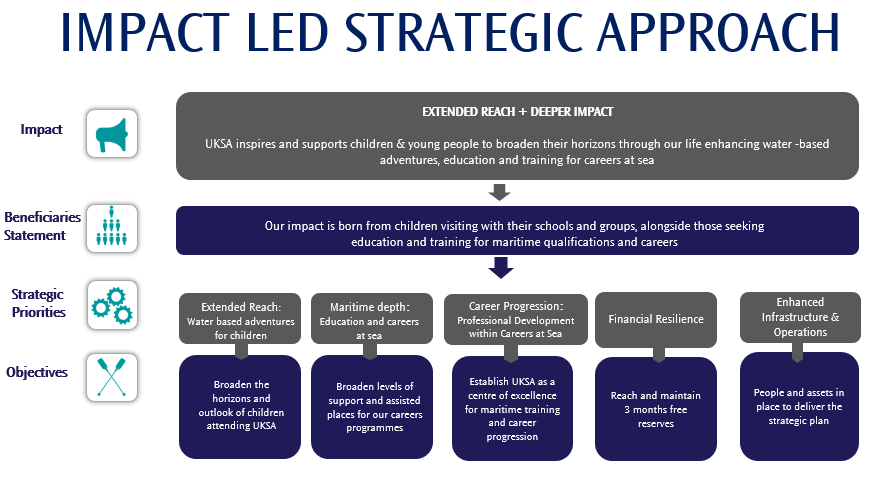 IMPACT LED STRATEGIC APPROACH
Impact
EXTENDED REACH + DEEPER IMPACT
UKSA inspires and supports children & young people to broaden their horizons through our life enhancing water -based
adventures, education and training for careers at sea
Beneficiaries
Statement
Our impact is born from children visiting with their schools and groups, alongside those seeking
education and training for maritime qualifications and careers
Strategic
Priorities
Extended Reach:
Water based adventures
for children
Maritime depth:
Education and careers
at sea
Career Progression:
Professional Development
within Careers at Sea
Financial Resilience
Enhanced
Infrastructure &
Operations
Objectives
Broaden the
horizons and
outlook of children
attending UKSA
Broaden levels of
support and assisted
places for our careers
programmes
Establish UKSA as a
centre of excellence
for maritime training
and career
progression
Reach and maintain
3 months free
reserves
People and assets in
place to deliver the
strategic plan